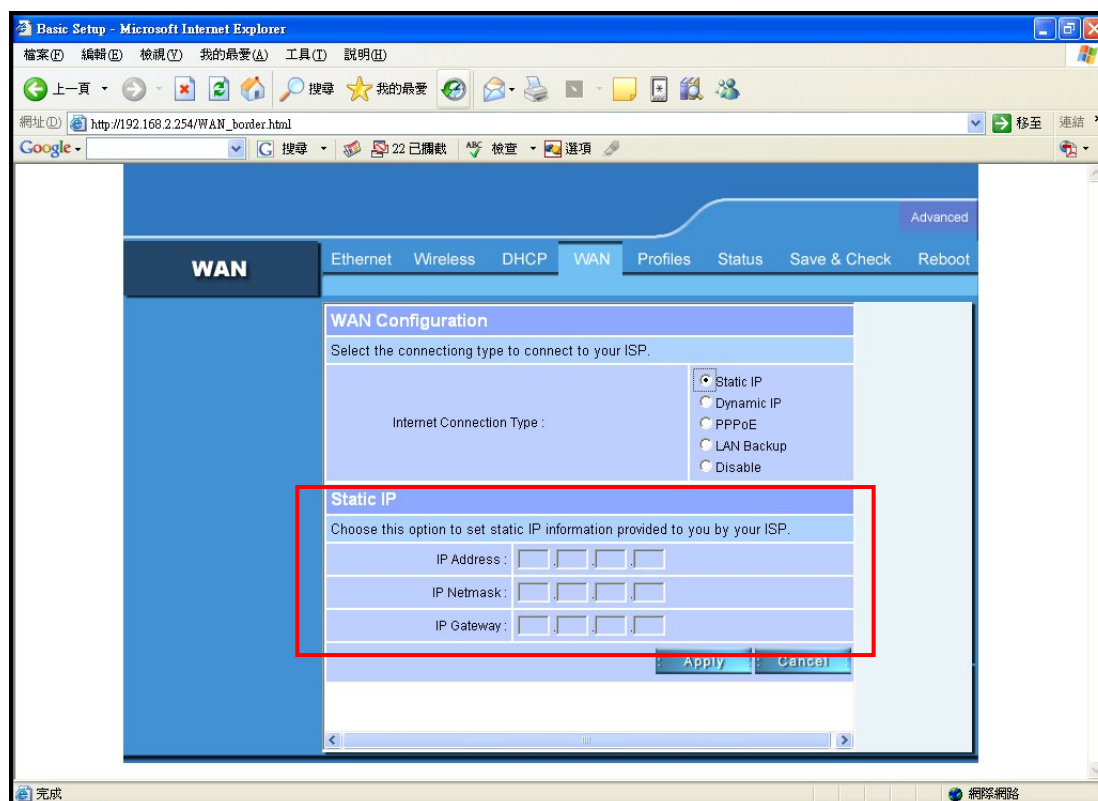 Basic Setup - Microsoft Internet Explorer
檔案(F) 編輯(E) 檢視(V) 我的最愛(A) 工具(T) 說明(H)
上一頁 搜尋 我的最愛
網址(D) http://192.168.2.254/WAN_border.html 移至 連結 »
Google 搜尋 22 已攔截 ABC 檢查 選項
Advanced
WAN
Ethernet Wireless DHCP WAN Profiles Status Save & Check Reboot
WAN Configuration
Select the connectiong type to connect to your ISP.
Internet Connection Type :
Static IP
Dynamic IP
PPPoE
LAN Backup
Disable
Static IP
Choose this option to set static IP information provided to you by your ISP.
IP Address : . . .
IP Netmask : . . .
IP Gateway : . . .
Apply Cancel
完成 網際網路